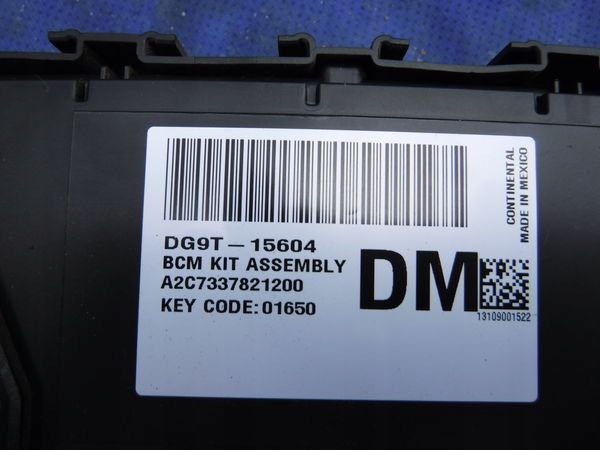 DG9T-15604
BCM KIT ASSEMBLY
A2C7337821200
KEY CODE:01650
DM
13109001522
CONTINENTAL
MADE IN MEXICO